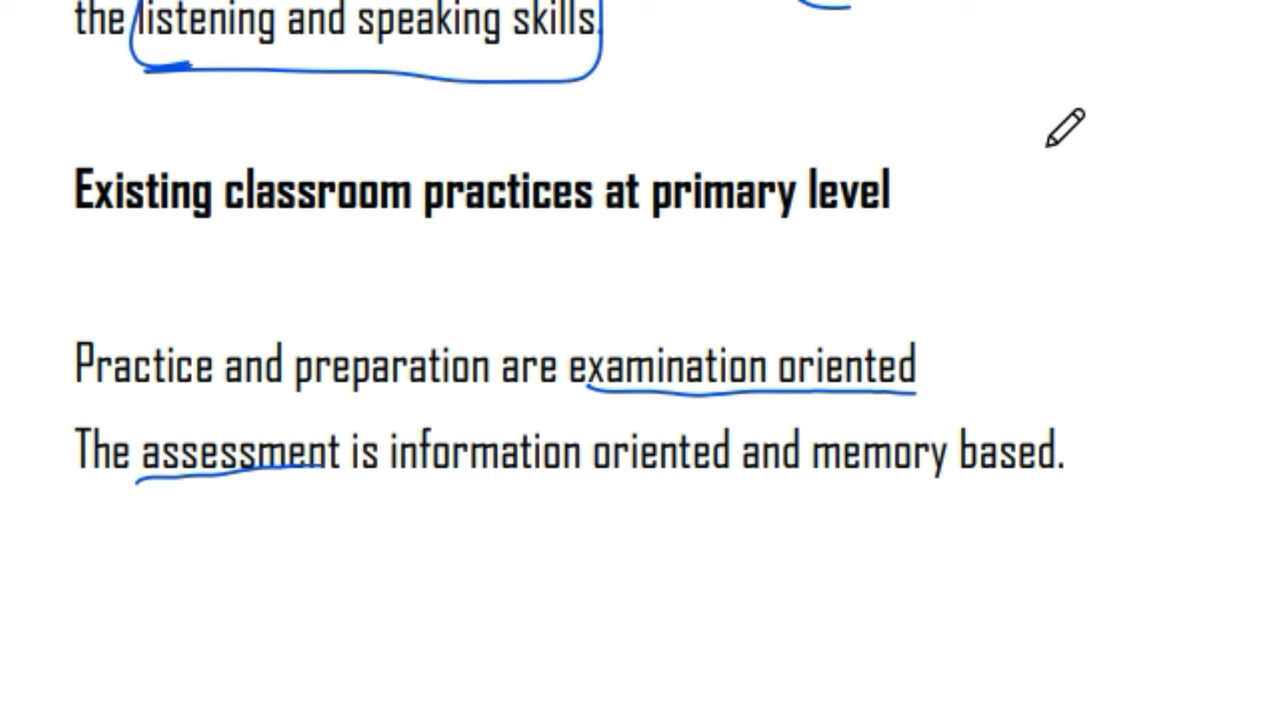 the listening and speaking skills.
Existing classroom practices at primary level
Practice and preparation are examination oriented
The assessment is information oriented and memory based.